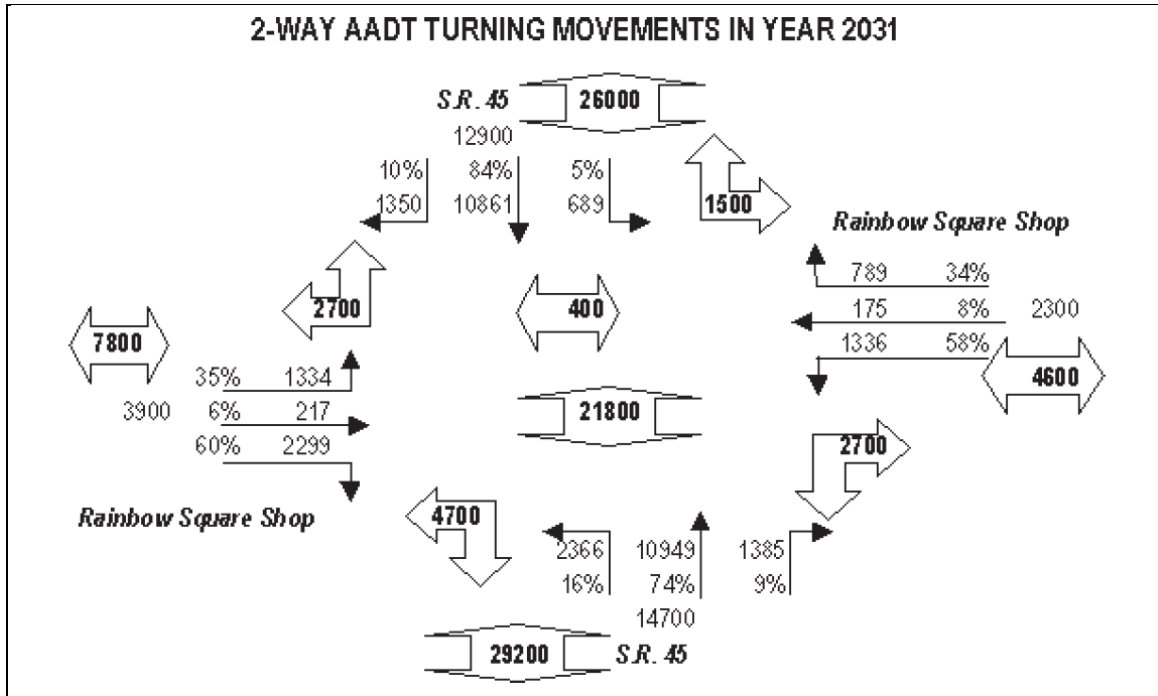 2-WAY AADT TURNING MOVEMENTS IN YEAR 2031
S.R. 45 26000
12900
10% 84% 5%
1350 10861 689
1500
Rainbow Square Shop
789 34%
175 8% 2300
1336 58%
4600
2700
400
7800
35% 1334
3900 6% 217
60% 2299
21800
2700
Rainbow Square Shop
4700
2366 10949 1385
16% 74% 9%
14700
29200 S.R. 45